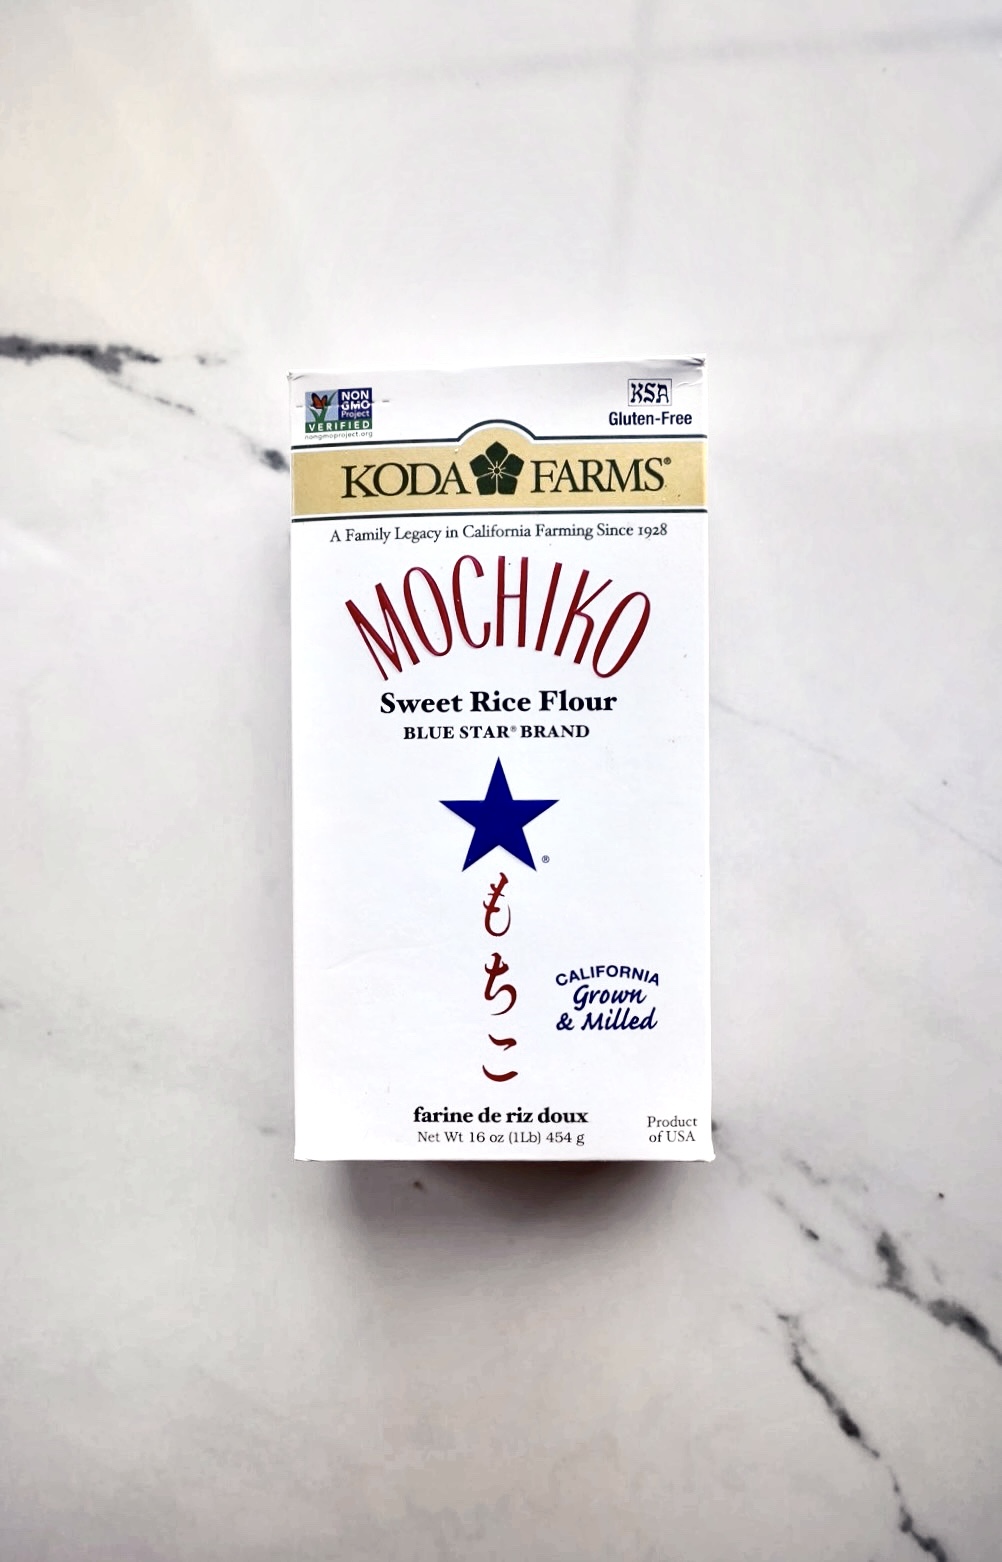 NON
GMO
Project
VERIFIED
nongmoproject.org
KSA
Gluten-Free
KODA FARMS®
A Family Legacy in California Farming Since 1928
MOCHIKO
Sweet Rice Flour
BLUE STAR® BRAND
®
もちこ
CALIFORNIA
Grown
& Milled
farine de riz doux
Net Wt 16 oz (1Lb) 454 g
Product
of USA